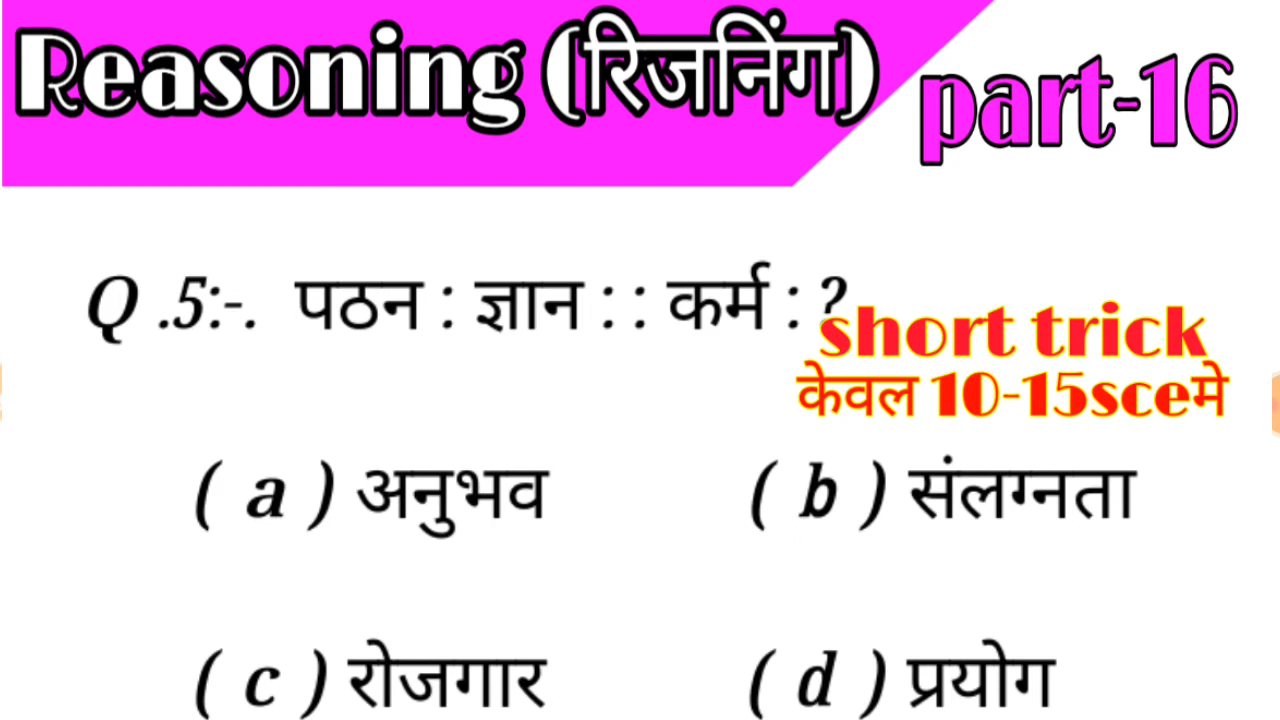 Reasoning (रिजनिंग)
part-16
Q .5:-. पठन : ज्ञान : : कर्म : ?
short trick
केवल 10-15sceमे
( a ) अनुभव ( b ) संलग्नता
( c ) रोजगार ( d ) प्रयोग